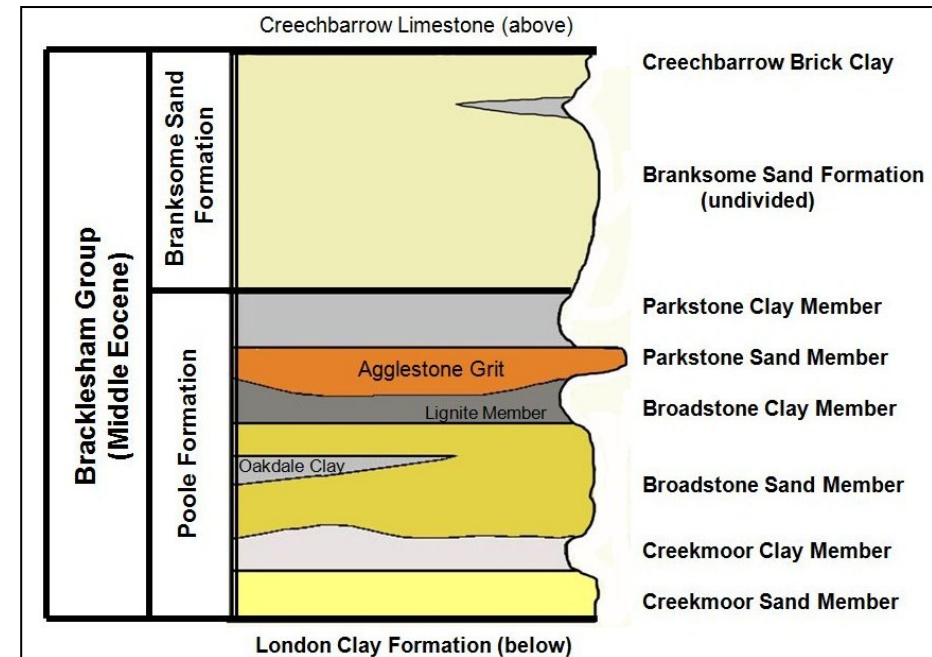 Creechbarrow Limestone (above)
Bracklesham Group
(Middle Eocene)
Branksome Sand
Formation
Poole Formation
Creechbarrow Brick Clay
Branksome Sand Formation
(undivided)
Parkstone Clay Member
Agglestone Grit
Parkstone Sand Member
Lignite Member
Broadstone Clay Member
Oakdale Clay
Broadstone Sand Member
Creekmoor Clay Member
Creekmoor Sand Member
London Clay Formation (below)